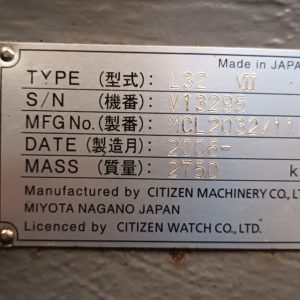 Made in JAPA
TYPE (型式): L32 VII
S/N (機番): V13295
MFG No. (製番): MCL2032/11
DATE (製造月): 2006-
MASS (質量): 2750 k
Manufactured by CITIZEN MACHINERY CO., LT
MIYOTA NAGANO JAPAN
Licenced by CITIZEN WATCH CO., LTD.